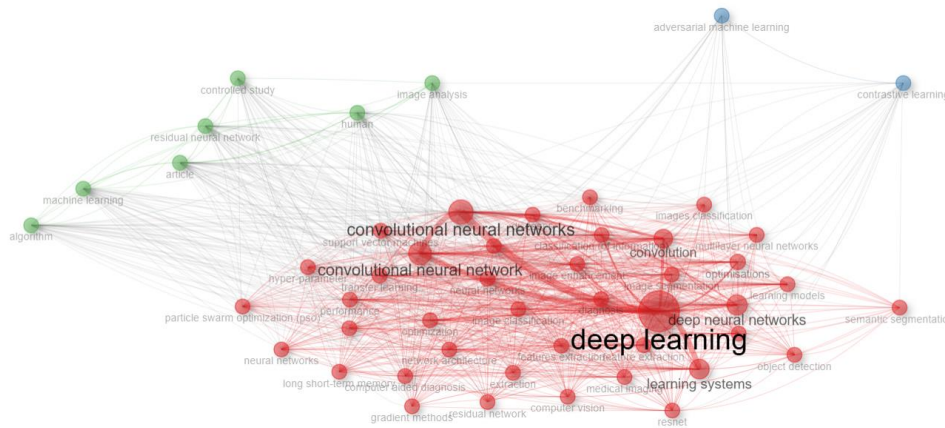 adversarial machine learning
controlled study
image analysis
contrastive learning
human
residual neural network
article
machine learning
algorithm
benchmarking
images classification
convolutional neural networks
support vector machines
classification for information
multilayer neural networks
convolution
convolutional neural network
hyper-parameter
transfer learning
neural networks
image enhancement
image segmentation
optimisations
learning models
performance
diagnosis
particle swarm optimization (pso)
optimization
image classification
deep neural networks
semantic segmentation
deep learning
neural networks
network architecture
features extraction
feature extraction
object detection
long short-term memory
computer aided diagnosis
extraction
medical imaging
learning systems
gradient methods
residual network
computer vision
resnet